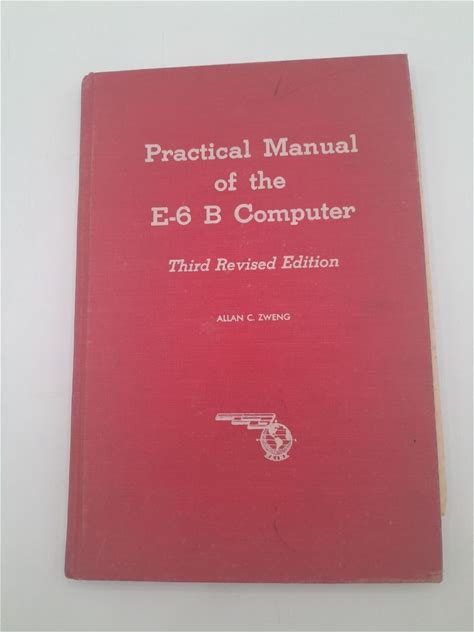 Practical Manual
of the
E-6 B Computer
Third Revised Edition
ALLAN C. ZWENG